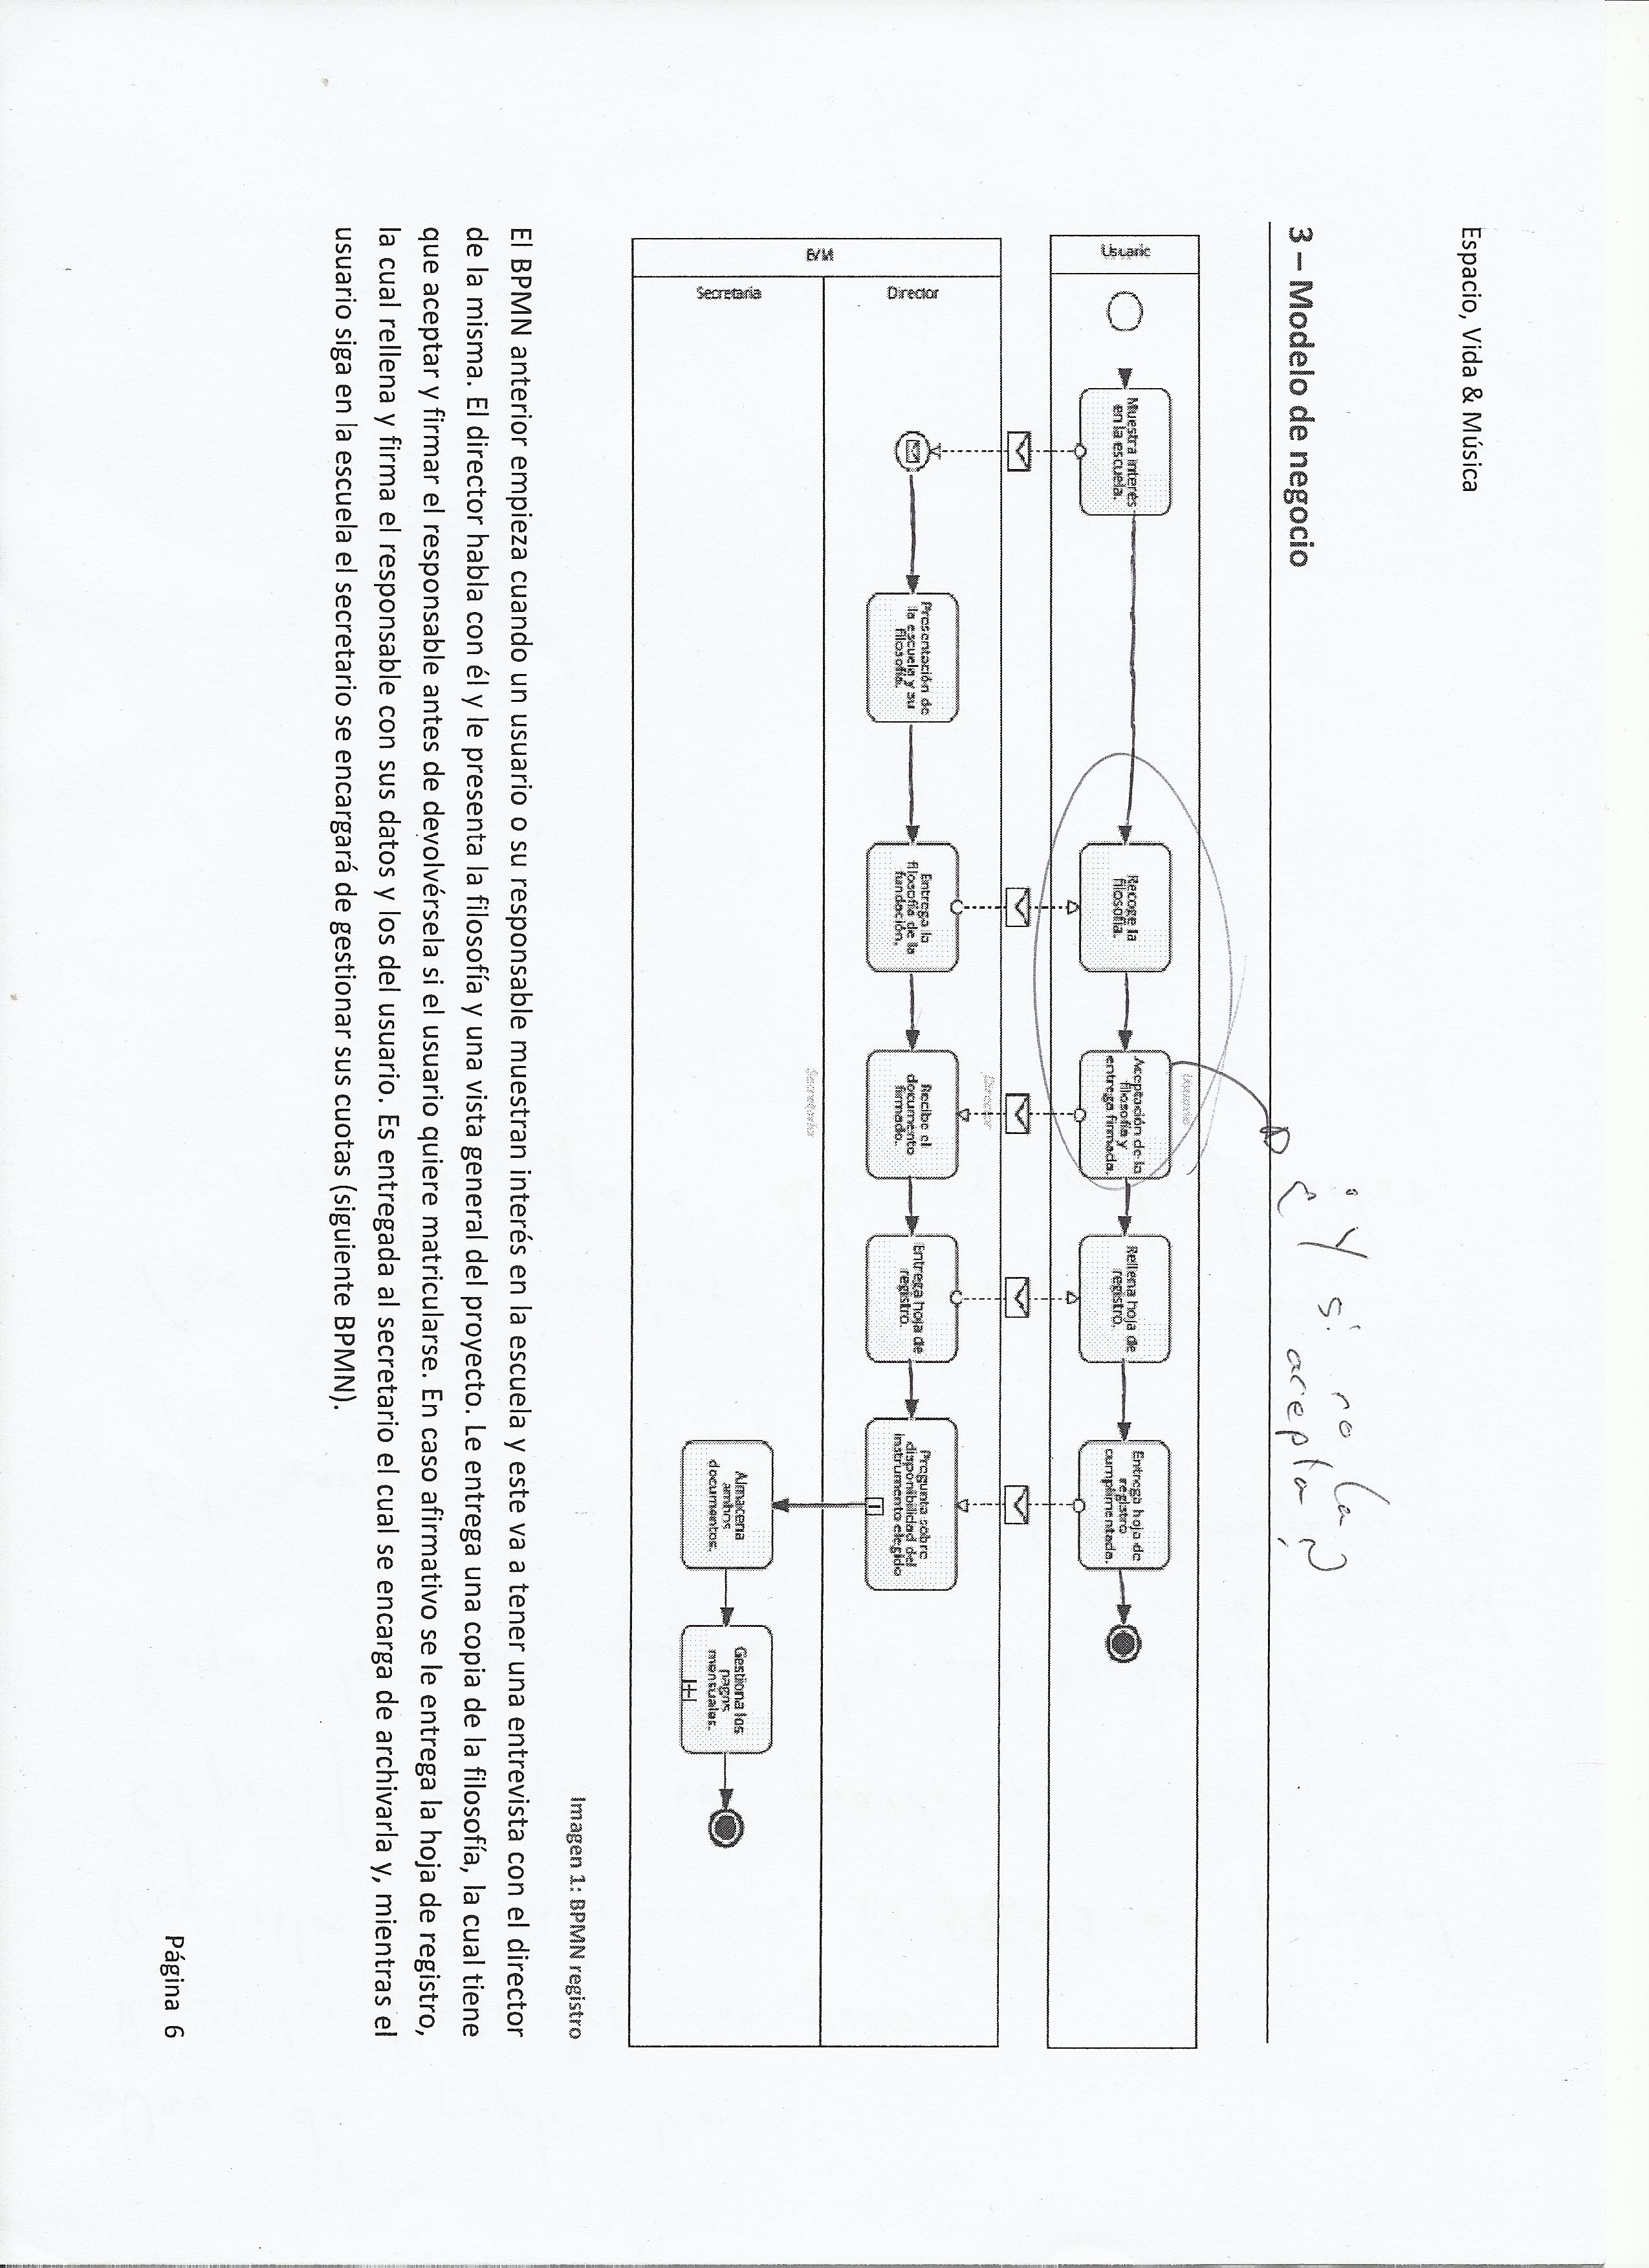 Espacio, Vida & Música
3 – Modelo de negocio
¿Y si no la
acepta?
Usuario
Muestra interés
en la escuela.
Recoge la
filosofía.
Aceptación de la
filosofía y
entrega firmada.
Rellena hoja de
registro.
Entrega hoja de
registro
cumplimentada.
Usuario
EVM
Director
Presentación de
la escuela y su
filosofía.
Entrega la
filosofía de la
fundación.
Recibe el
documento
firmado.
Entrega hoja de
registro.
Pregunta sobre
disponibilidad del
instrumento elegido
Director
Secretaria
Almacena
ambos
documentos.
Gestiona los
pagos
mensuales.
Secretaria
Imagen 1: BPMN registro
El BPMN anterior empieza cuando un usuario o su responsable muestran interés en la escuela y este va a tener una entrevista con el director
de la misma. El director habla con él y le presenta la filosofía y una vista general del proyecto. Le entrega una copia de la filosofía, la cual tiene
que aceptar y firmar el responsable antes de devolvérsela si el usuario quiere matricularse. En caso afirmativo se le entrega la hoja de registro,
la cual rellena y firma el responsable con sus datos y los del usuario. Es entregada al secretario el cual se encarga de archivarla y, mientras el
usuario siga en la escuela el secretario se encargará de gestionar sus cuotas (siguiente BPMN).
Página 6